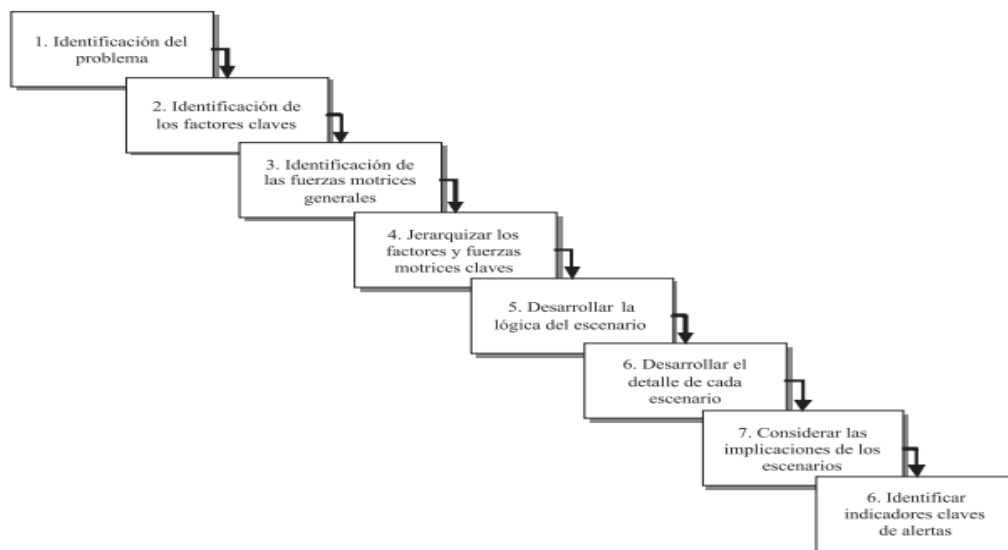 1. Identificación del
problema
2. Identificación de
los factores claves
3. Identificación de
las fuerzas motrices
generales
4. Jerarquizar los
factores y fuerzas
motrices claves
5. Desarrollar la
lógica del escenario
6. Desarrollar el
detalle de cada
escenario
7. Considerar las
implicaciones de los
escenarios
6. Identificar
indicadores claves
de alertas